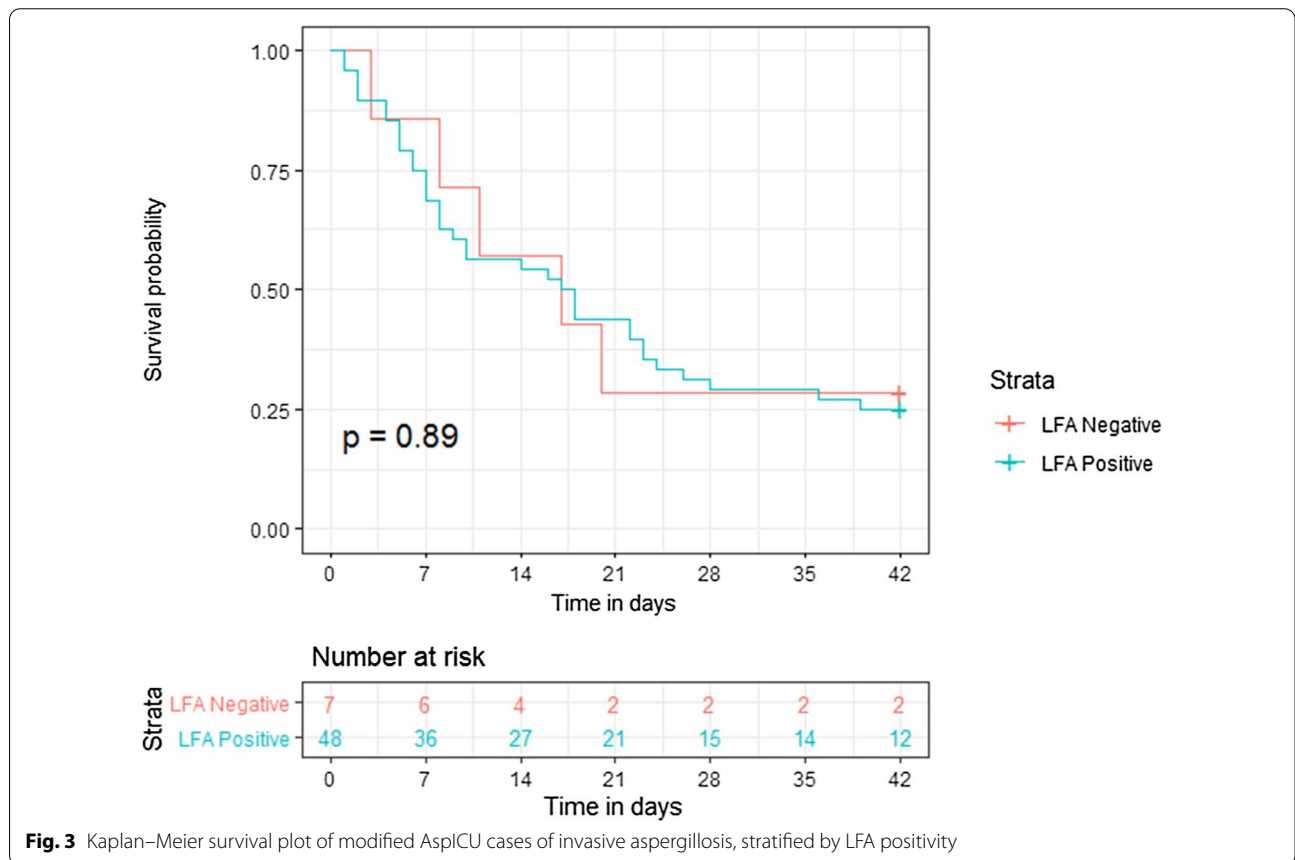 1.00
0.75
0.50
0.25
0.00
Survival probability
p = 0.89
0 7 14 21 28 35 42
Time in days
Strata
LFA Negative
LFA Positive
Number at risk
Strata
LFA Negative 7 6 4 2 2 2 2
LFA Positive 48 36 27 21 15 14 12
0 7 14 21 28 35 42
Time in days
Fig. 3 Kaplan–Meier survival plot of modified AspICU cases of invasive aspergillosis, stratified by LFA positivity